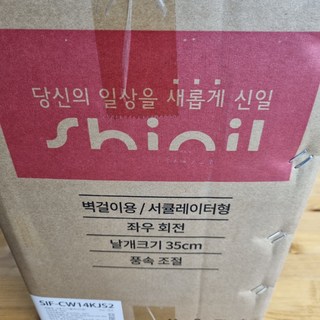 당신의 일상을 새롭게 신일
Shinil
벽걸이용 / 서큘레이터형
좌우 회전
날개크기 35cm
풍속 조절
SIF-CW14KJS2